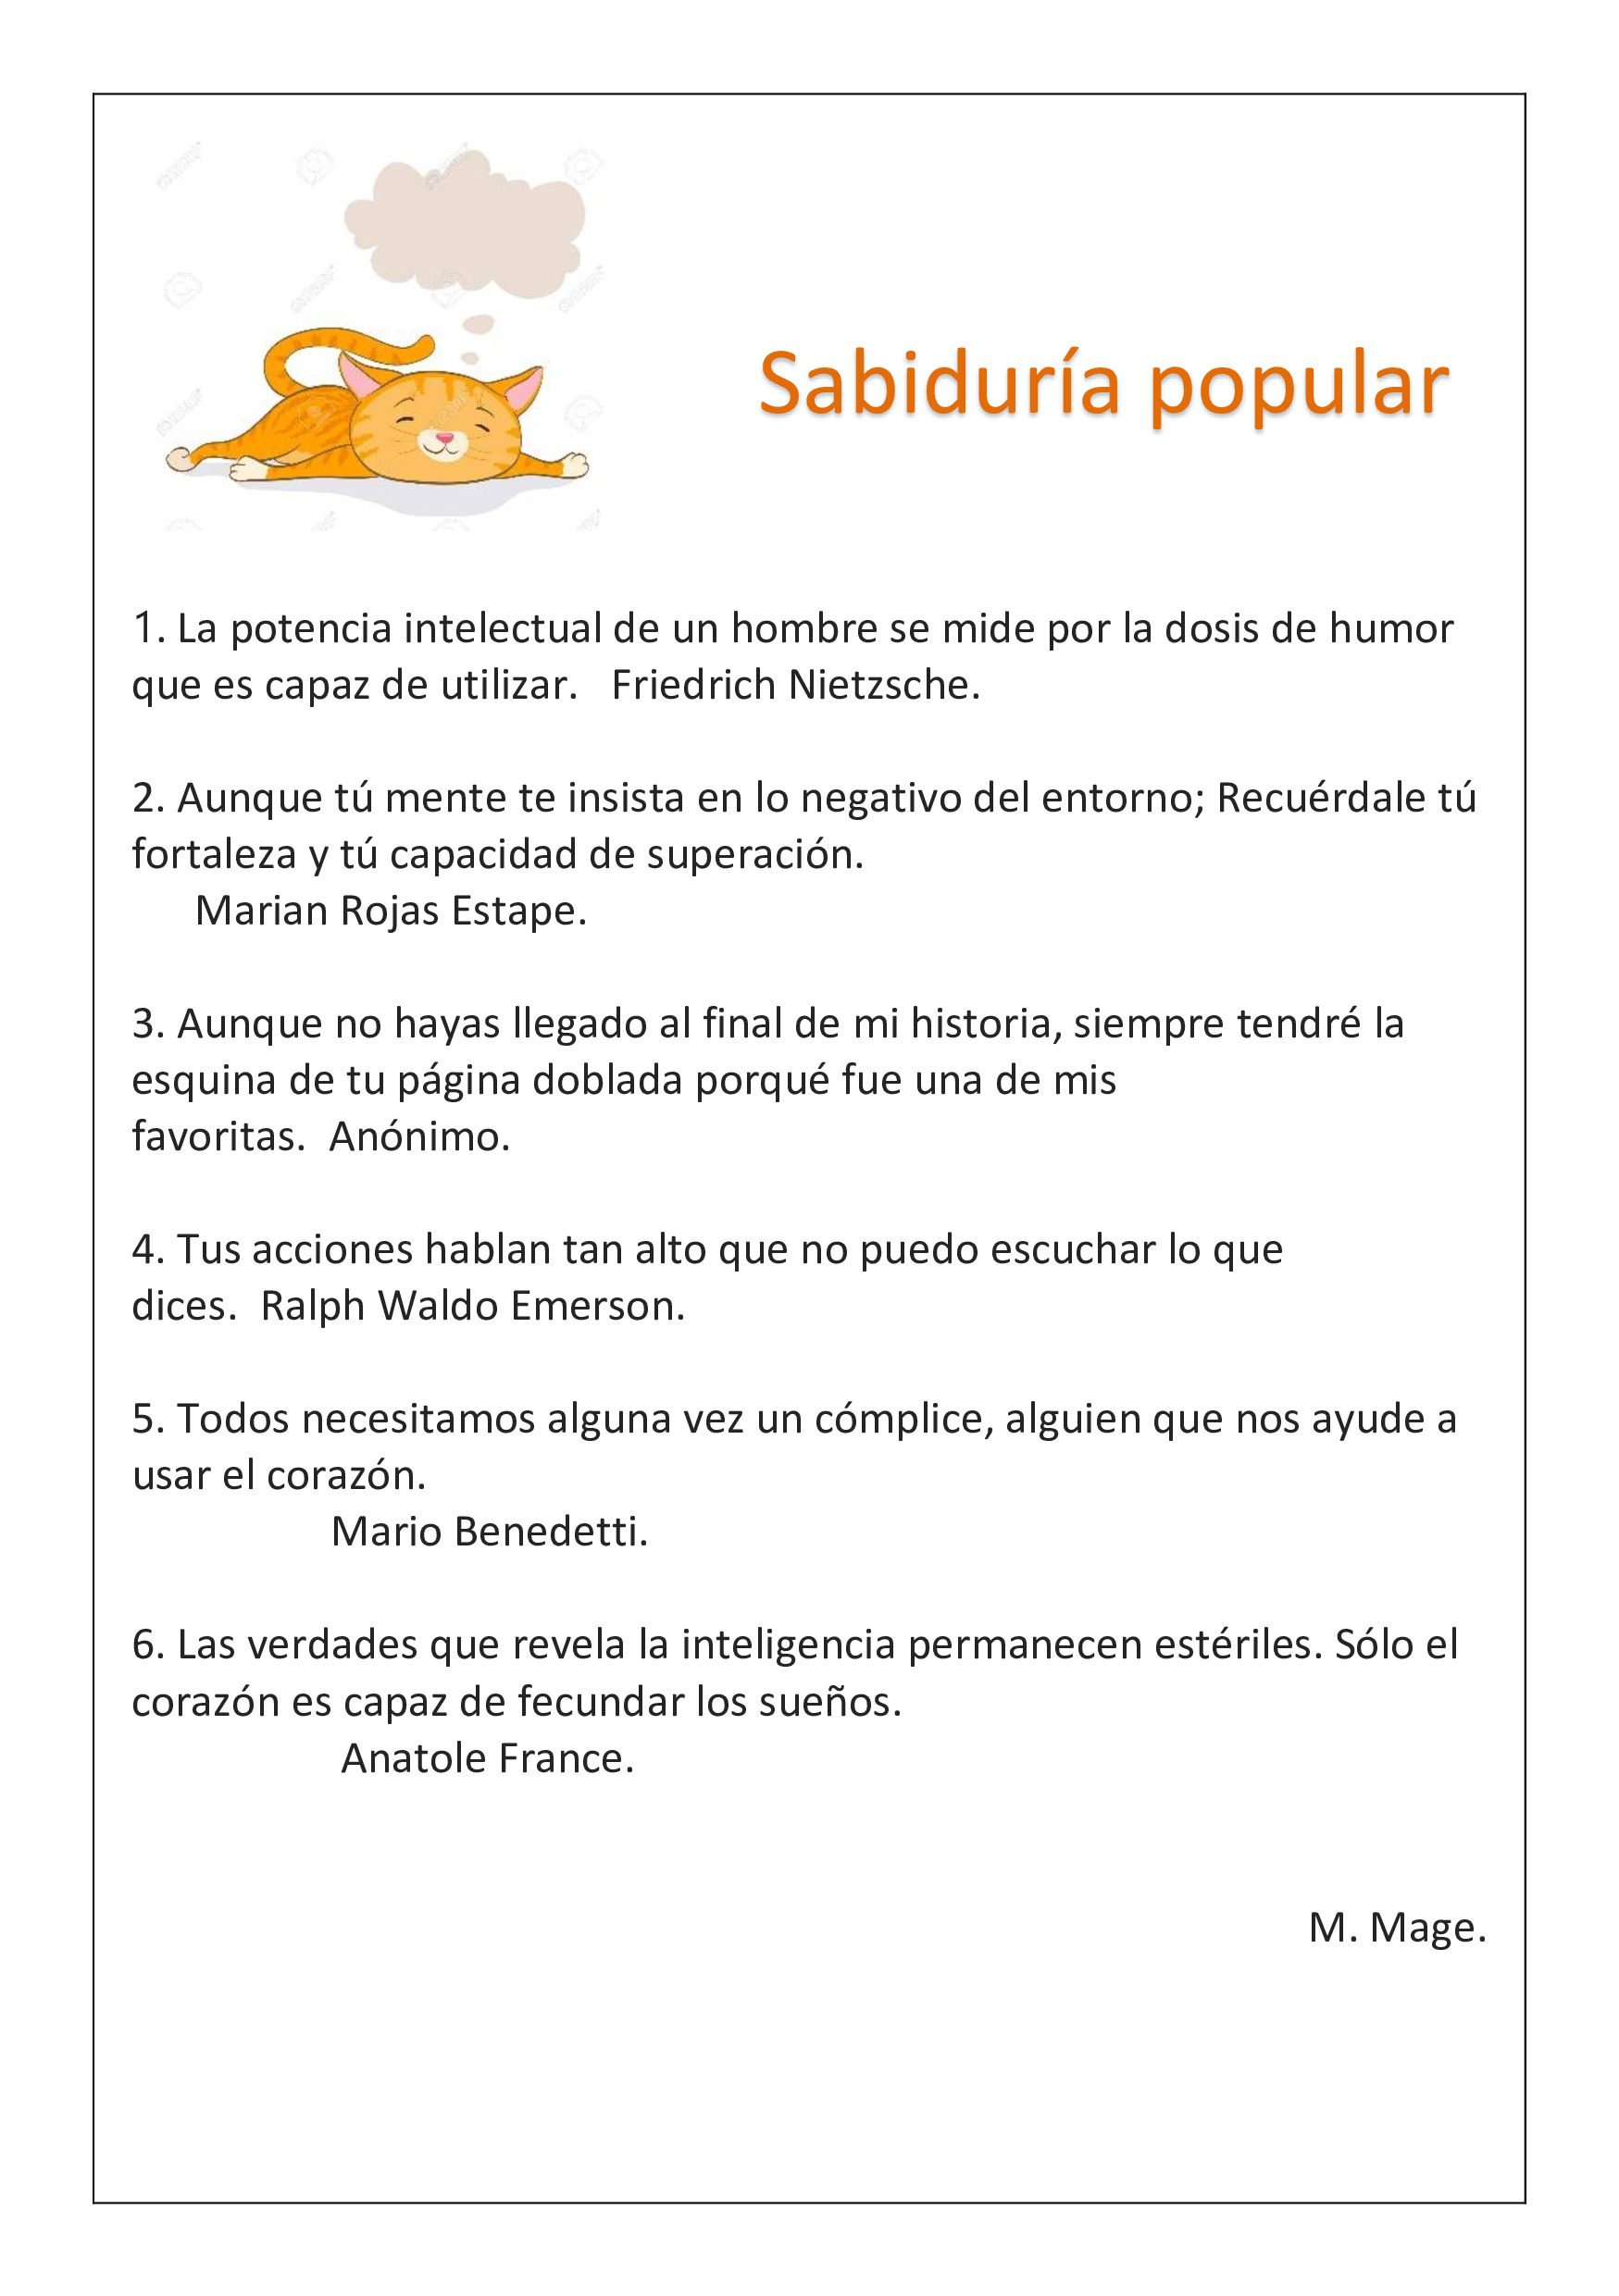 Sabiduría popular
1. La potencia intelectual de un hombre se mide por la dosis de humor
que es capaz de utilizar.   Friedrich Nietzsche.
2. Aunque tú mente te insista en lo negativo del entorno; Recuérdale tú
fortaleza y tú capacidad de superación.
Marian Rojas Estape.
3. Aunque no hayas llegado al final de mi historia, siempre tendré la
esquina de tu página doblada porqué fue una de mis
favoritas.  Anónimo.
4. Tus acciones hablan tan alto que no puedo escuchar lo que
dices.  Ralph Waldo Emerson.
5. Todos necesitamos alguna vez un cómplice, alguien que nos ayude a
usar el corazón.
Mario Benedetti.
6. Las verdades que revela la inteligencia permanecen estériles. Sólo el
corazón es capaz de fecundar los sueños.
Anatole France.
M. Mage.